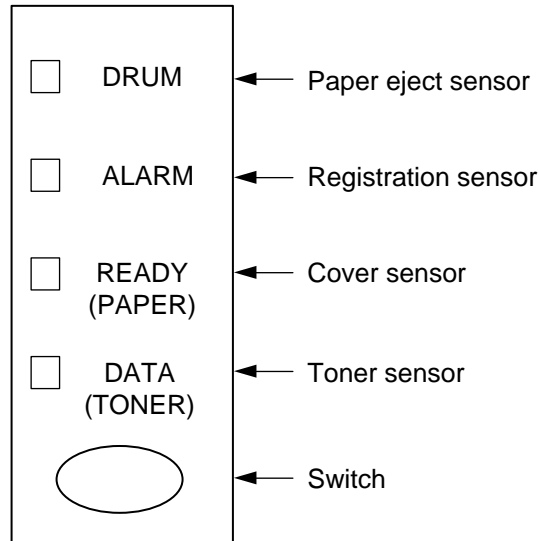 DRUM
Paper eject sensor
ALARM
Registration sensor
READY
(PAPER)
Cover sensor
DATA
(TONER)
Toner sensor
Switch